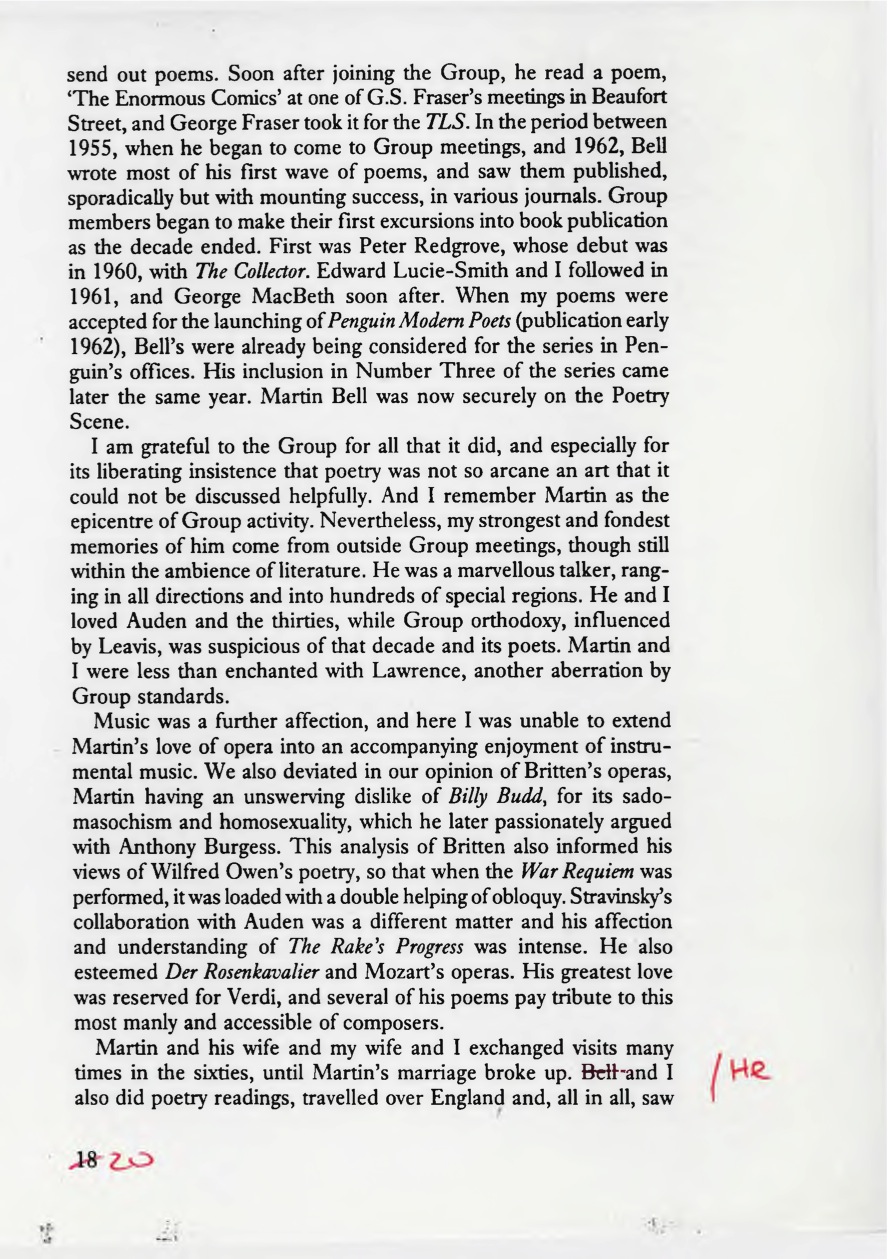 send out poems. Soon after joining the Group, he read a poem,
‘The Enormous Comics’ at one of G.S. Fraser’s meetings in Beaufort
Street, and George Fraser took it for the TLS. In the period between
1955, when he began to come to Group meetings, and 1962, Bell
wrote most of his first wave of poems, and saw them published,
sporadically but with mounting success, in various journals. Group
members began to make their first excursions into book publication
as the decade ended. First was Peter Redgrove, whose debut was
in 1960, with The Collector. Edward Lucie-Smith and I followed in
1961, and George MacBeth soon after. When my poems were
accepted for the launching of Penguin Modern Poets (publication early
1962), Bell’s were already being considered for the series in Pen-
guin’s offices. His inclusion in Number Three of the series came
later the same year. Martin Bell was now securely on the Poetry
Scene.
I am grateful to the Group for all that it did, and especially for
its liberating insistence that poetry was not so arcane an art that it
could not be discussed helpfully. And I remember Martin as the
epicentre of Group activity. Nevertheless, my strongest and fondest
memories of him come from outside Group meetings, though still
within the ambience of literature. He was a marvellous talker, rang-
ing in all directions and into hundreds of special regions. He and I
loved Auden and the thirties, while Group orthodoxy, influenced
by Leavis, was suspicious of that decade and its poets. Martin and
I were less than enchanted with Lawrence, another aberration by
Group standards.
Music was a further affection, and here I was unable to extend
Martin’s love of opera into an accompanying enjoyment of instru-
mental music. We also deviated in our opinion of Britten’s operas,
Martin having an unswerving dislike of Billy Budd, for its sado-
masochism and homosexuality, which he later passionately argued
with Anthony Burgess. This analysis of Britten also informed his
views of Wilfred Owen’s poetry, so that when the War Requiem was
performed, it was loaded with a double helping of obloquy. Stravinsky’s
collaboration with Auden was a different matter and his affection
and understanding of The Rake’s Progress was intense. He also
esteemed Der Rosenkavalier and Mozart’s operas. His greatest love
was reserved for Verdi, and several of his poems pay tribute to this
most manly and accessible of composers.
Martin and his wife and my wife and I exchanged visits many
times in the sixties, until Martin’s marriage broke up. Bell and I
/ He
also did poetry readings, travelled over England and, all in all, saw
18 20